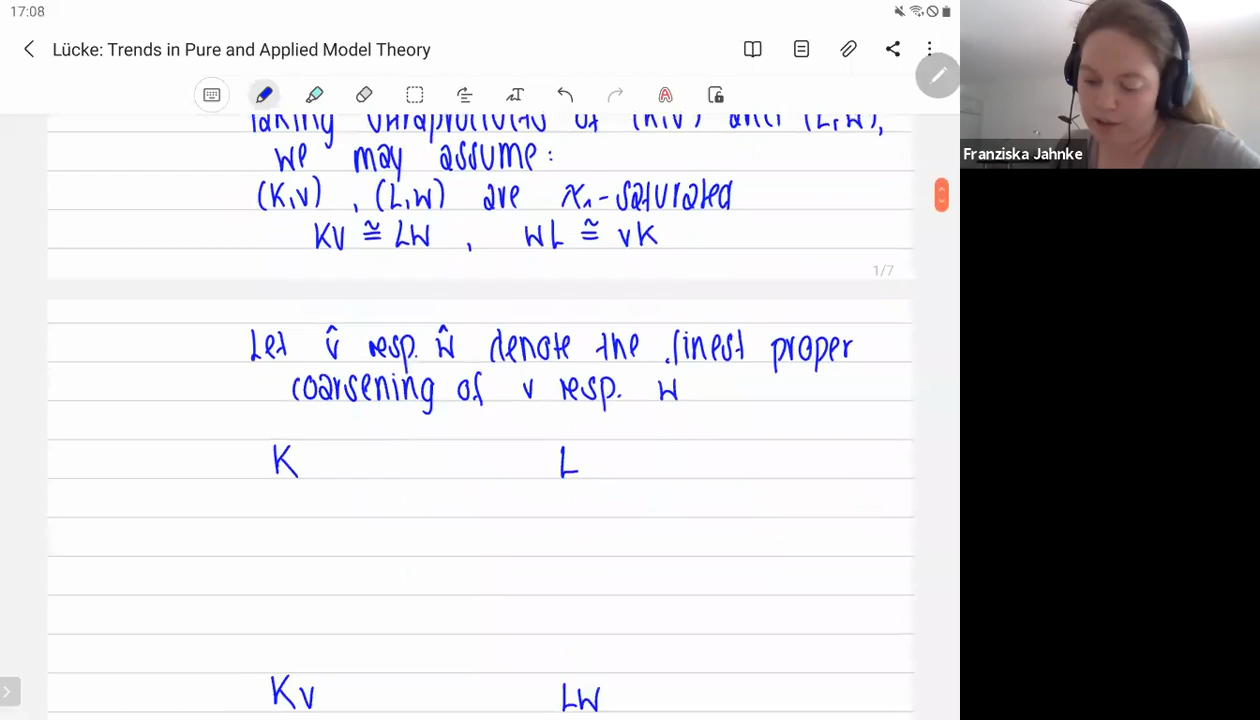 17:08
Lücke: Trends in Pure and Applied Model Theory
Taking ultraproducts of (K,v) and (L,w),
we may assume:
(K,v), (L,w) are ℵ₁-saturated
Kv ≅ Lw, wL ≅ vK
1/7
Let v̂ resp. ŵ denote the finest proper
coarsening of v resp. w
K L
Kv Lw
Franziska Jahnke